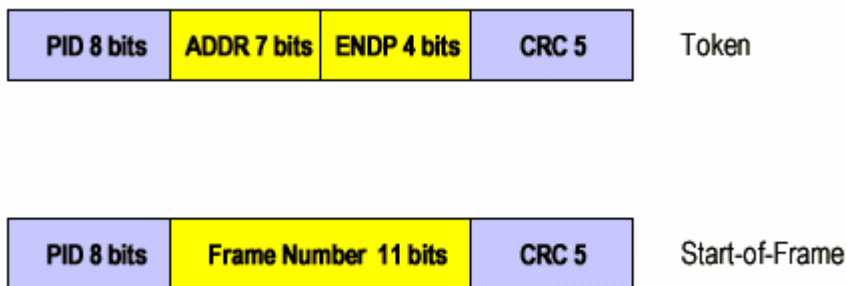 PID 8 bits ADDR 7 bits ENDP 4 bits CRC 5 Token
PID 8 bits Frame Number 11 bits CRC 5 Start-of-Frame